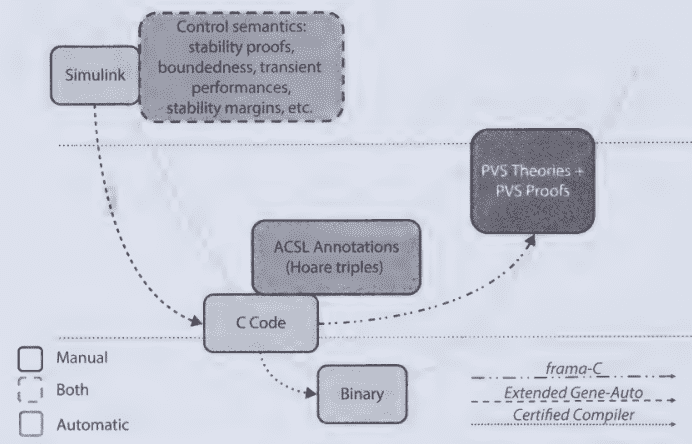 Control semantics:
stability proofs,
boundedness, transient
performances,
stability margins, etc.
Simulink
PVS Theories +
PVS Proofs
ACSL Annotations
(Hoare triples)
C Code
Manual
Both
Automatic
Binary
frama-C
Extended Gene-Auto
Certified Compiler